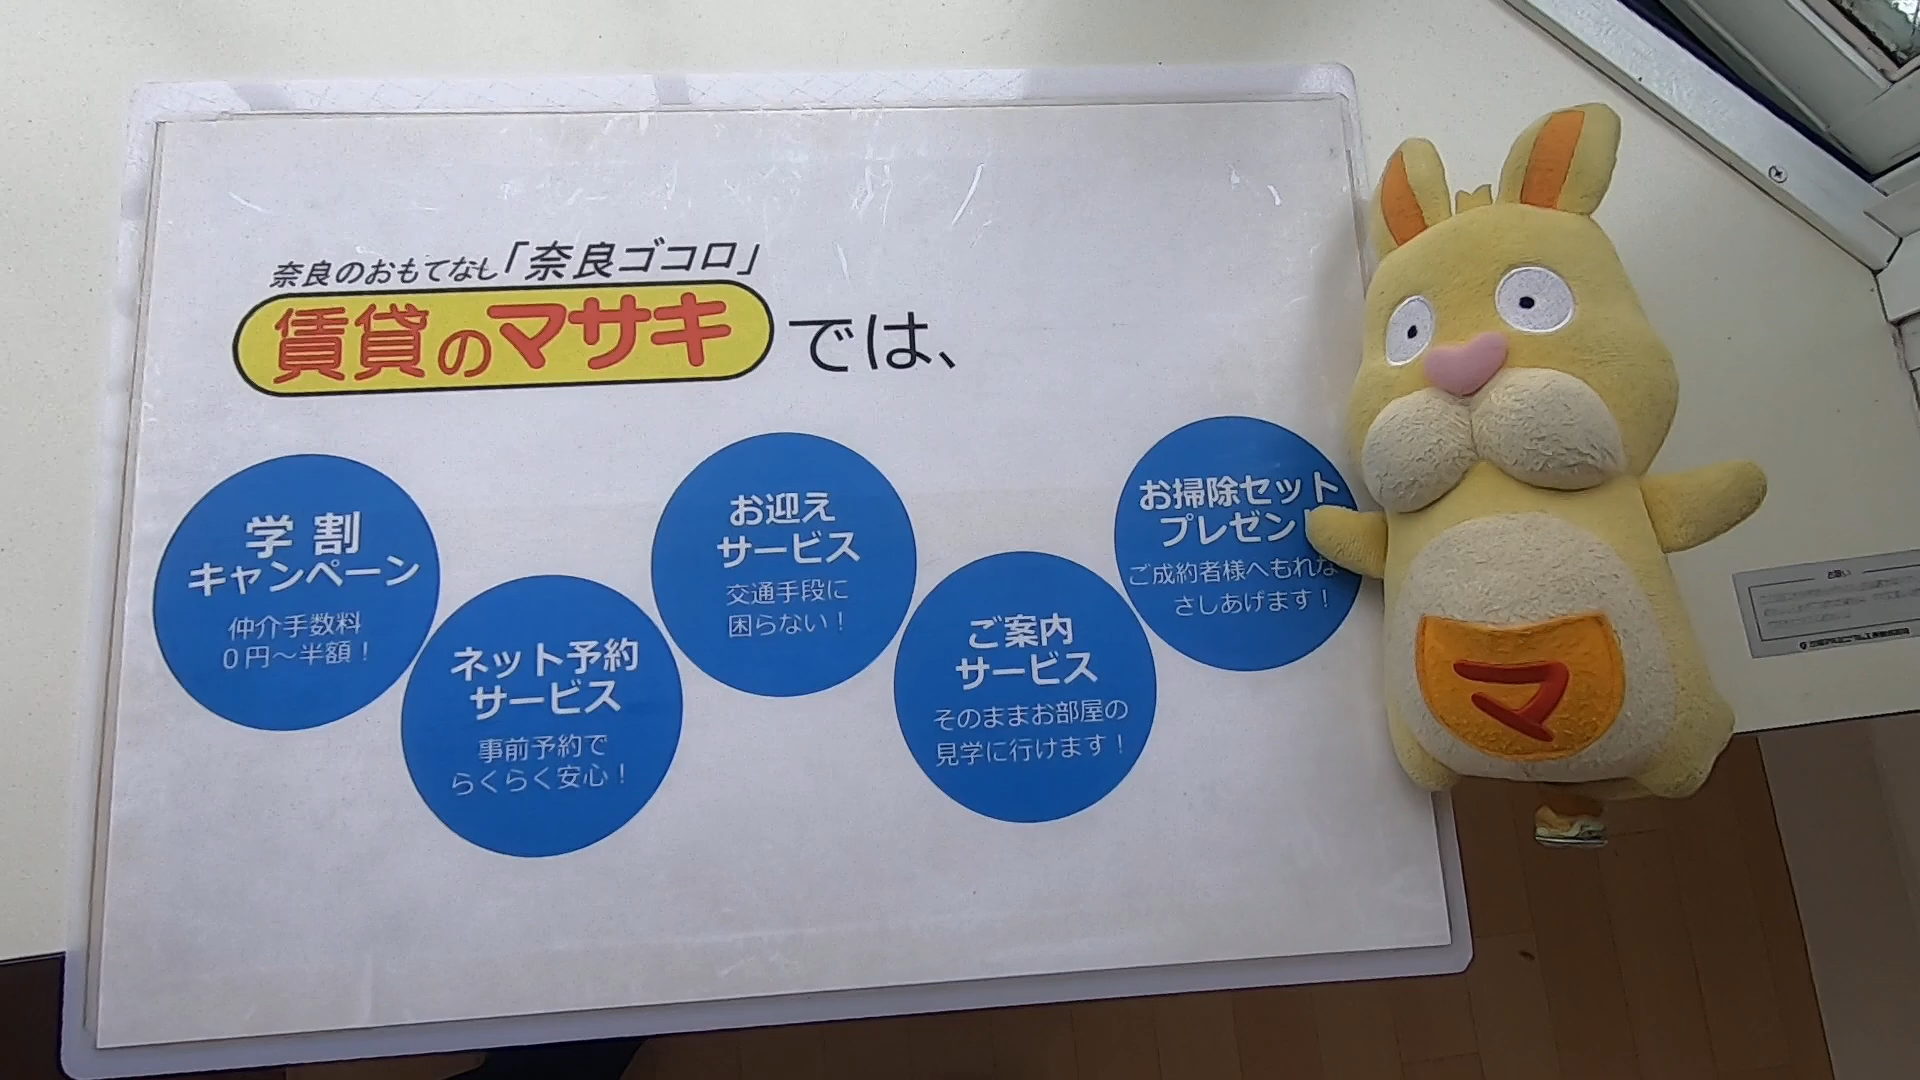 奈良のおもてなし「奈良ゴコロ」
賃貸のマサキでは、
学割
キャンペーン
仲介手数料
0円～半額！
ネット予約
サービス
事前予約で
らくらく安心！
お迎え
サービス
交通手段に
困らない！
ご案内
サービス
そのままお部屋の
見学に行けます！
お掃除セット
プレゼン
ご成約者様へもれな
さしあげます！
マ
お願い